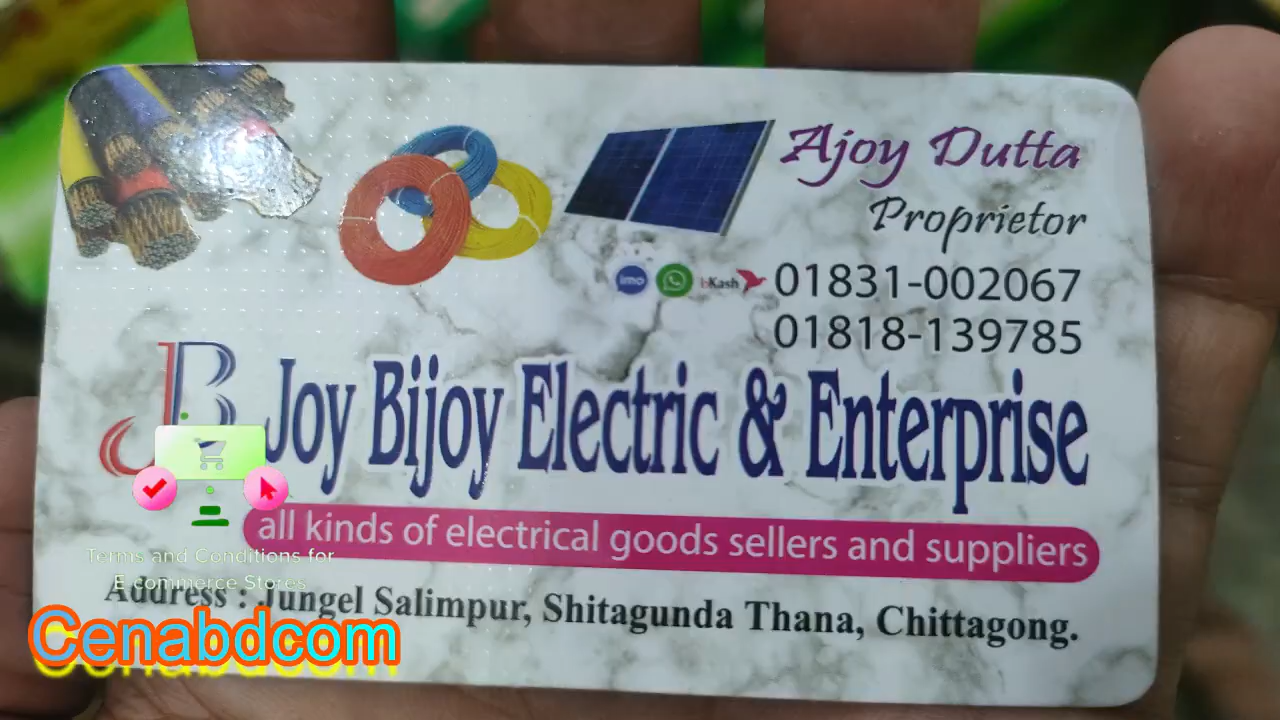 Ajoy Dutta
Proprietor
imo bKash 01831-002067
01818-139785
JB
Joy Bijoy Electric & Enterprise
all kinds of electrical goods sellers and suppliers
Terms and Conditions for
E-commerce Stores
Address : Jungel Salimpur, Shitagunda Thana, Chittagong.
Cenabdcom